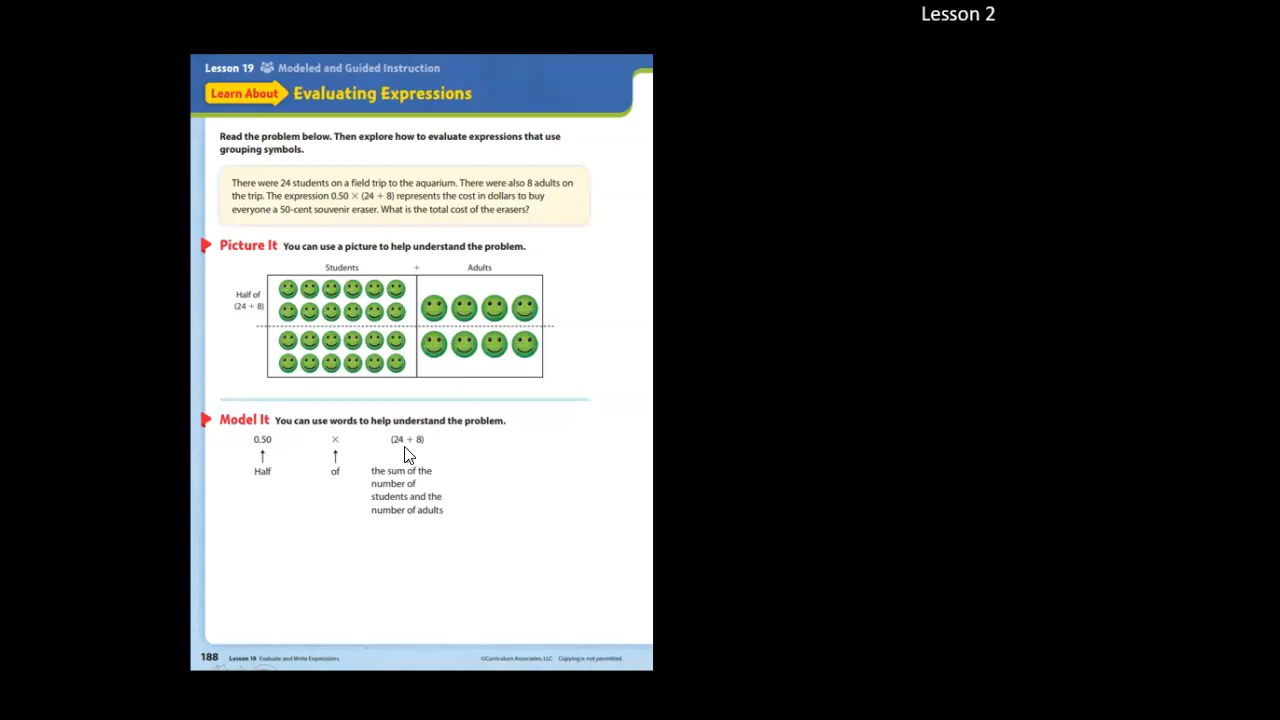 Lesson 2
Lesson 19 Modeled and Guided Instruction
Learn About Evaluating Expressions
Read the problem below. Then explore how to evaluate expressions that use
grouping symbols.
There were 24 students on a field trip to the aquarium. There were also 8 adults on
the trip. The expression 0.50 × (24 + 8) represents the cost in dollars to buy
everyone a 50-cent souvenir eraser. What is the total cost of the erasers?
Picture It You can use a picture to help understand the problem.
Students + Adults
Half of
(24 + 8)
Model It You can use words to help understand the problem.
0.50 × (24 + 8)
Half of the sum of the
number of
students and the
number of adults
188 Lesson 19 Evaluate and Write Expressions ©Curriculum Associates, LLC Copying is not permitted.